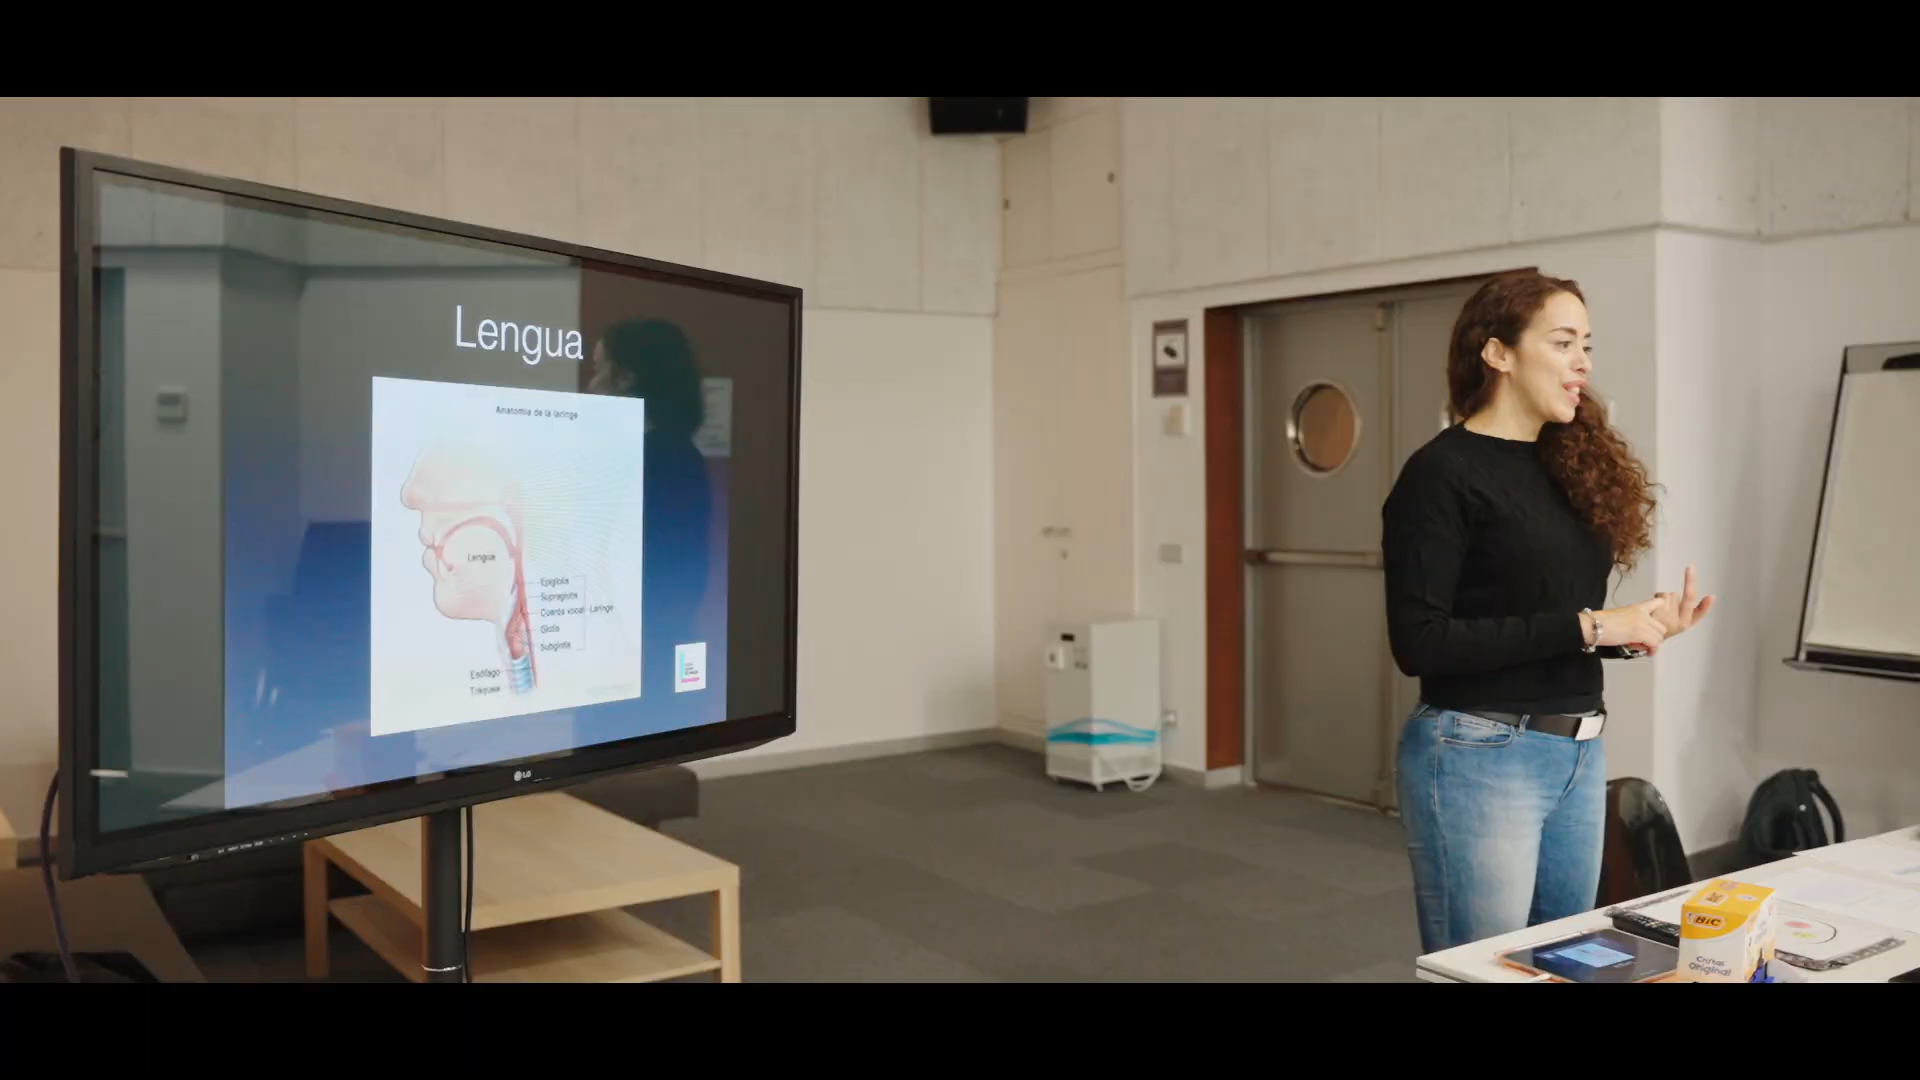 Lengua
Anatomía de la laringe
Lengua
Epiglotis
Supraglotis
Cuerda vocal
Laringe
Glotis
Subglotis
Esófago
Tráquea
LG
BIC
Cristal
Original